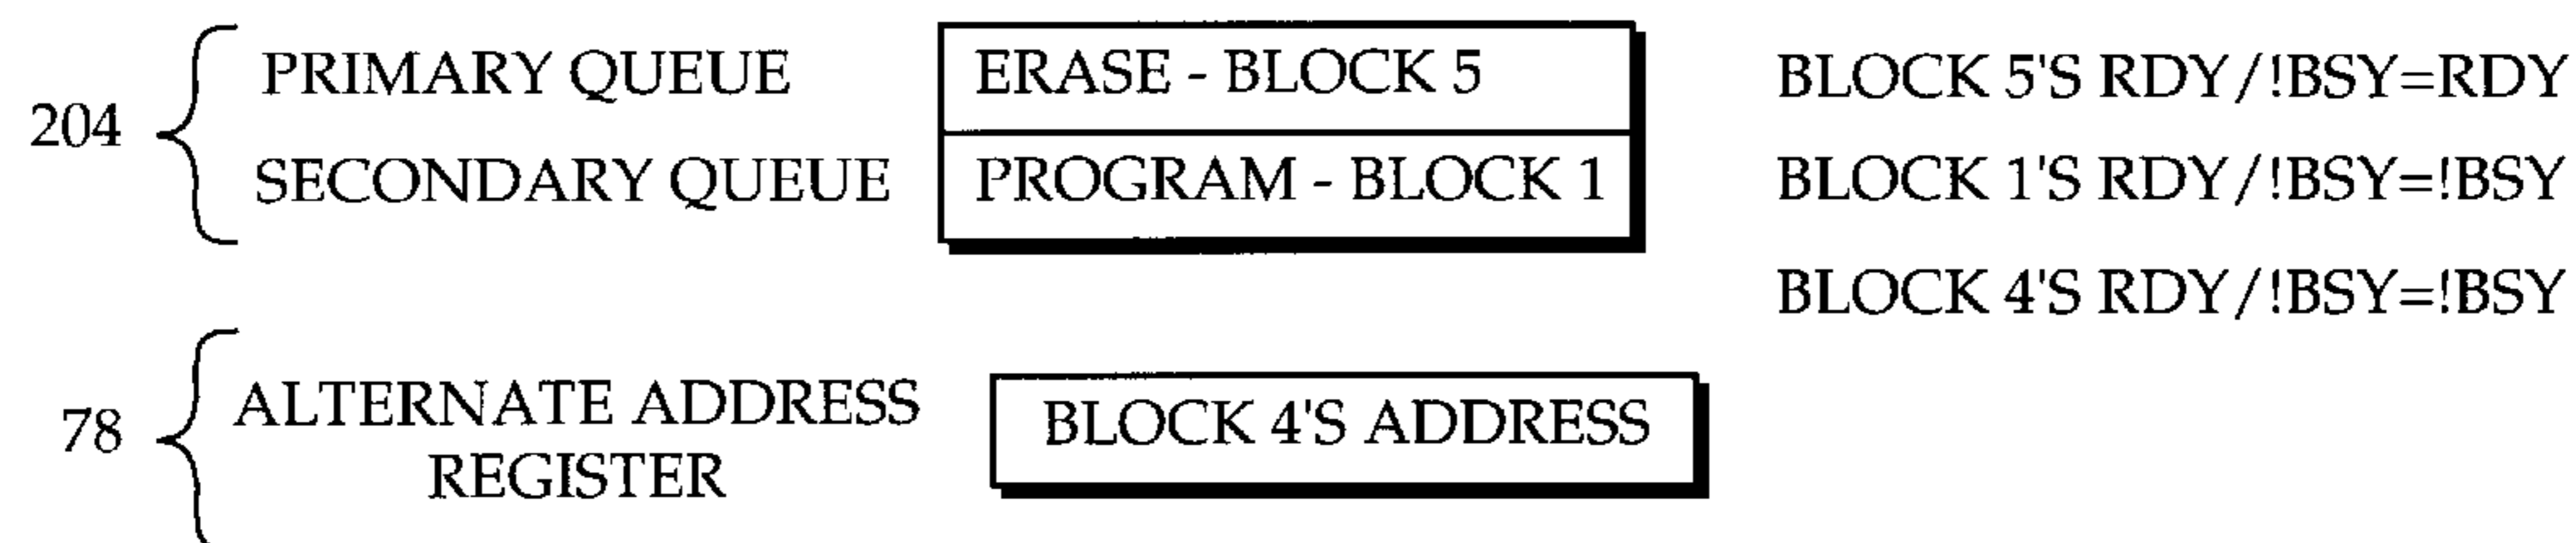 204
PRIMARY QUEUE ERASE - BLOCK 5 BLOCK 5'S RDY/!BSY=RDY
SECONDARY QUEUE PROGRAM - BLOCK 1 BLOCK 1'S RDY/!BSY=!BSY
BLOCK 4'S RDY/!BSY=!BSY
78
ALTERNATE ADDRESS BLOCK 4'S ADDRESS
REGISTER